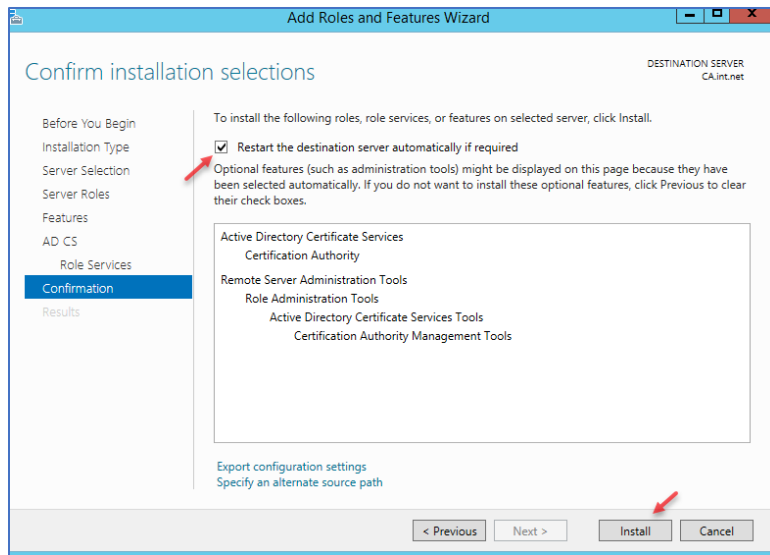 Add Roles and Features Wizard
Confirm installation selections
DESTINATION SERVER
CA.int.net
Before You Begin
Installation Type
Server Selection
Server Roles
Features
AD CS
Role Services
Confirmation
Results
To install the following roles, role services, or features on selected server, click Install.
Restart the destination server automatically if required
Optional features (such as administration tools) might be displayed on this page because they have
been selected automatically. If you do not want to install these optional features, click Previous to clear
their check boxes.
Active Directory Certificate Services
Certification Authority
Remote Server Administration Tools
Role Administration Tools
Active Directory Certificate Services Tools
Certification Authority Management Tools
Export configuration settings
Specify an alternate source path
< Previous
Next >
Install
Cancel